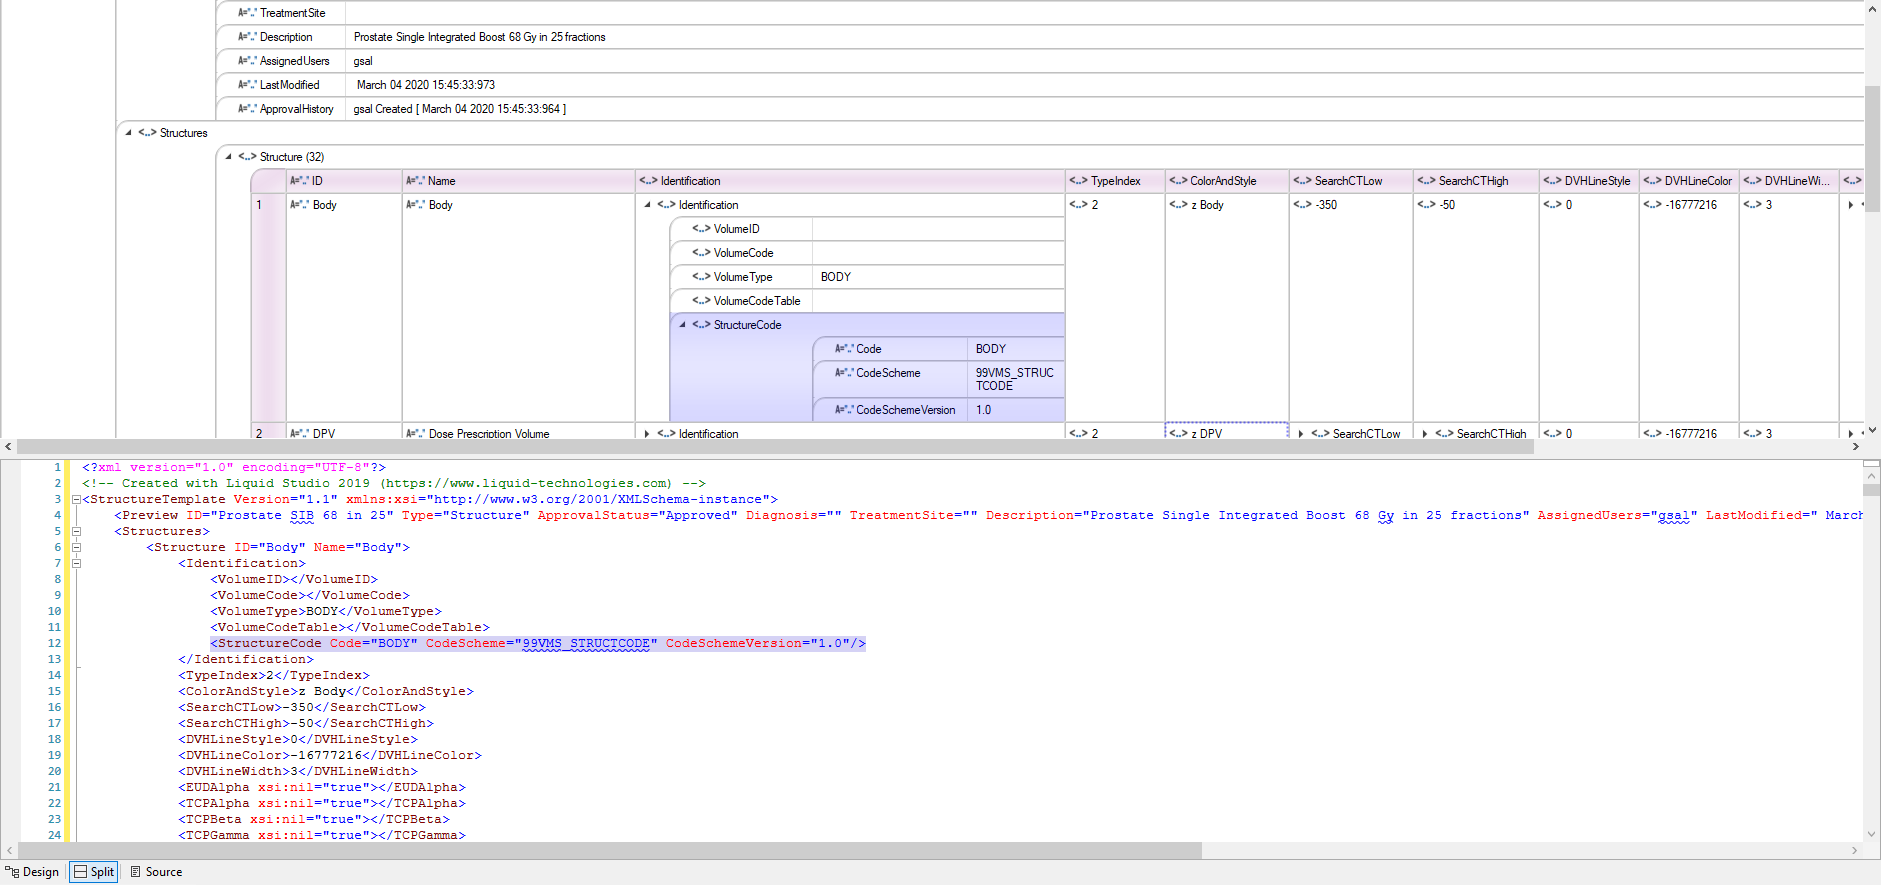 A=".." TreatmentSite
A=".." Description Prostate Single Integrated Boost 68 Gy in 25 fractions
A=".." AssignedUsers gsal
A=".." LastModified March 04 2020 15:45:33:973
A=".." ApprovalHistory gsal Created [ March 04 2020 15:45:33:964 ]
<..> Structures
<..> Structure (32)
A=".." ID A=".." Name <..> Identification <..> TypeIndex <..> ColorAndStyle <..> SearchCTLow <..> SearchCTHigh <..> DVHLineStyle <..> DVHLineColor <..> DVHLineWi... <..>
1 A=".." Body A=".." Body <..> Identification <..> 2 <..> z Body <..> -350 <..> -50 <..> 0 <..> -16777216 <..> 3
<..> VolumeID
<..> VolumeCode
<..> VolumeType BODY
<..> VolumeCodeTable
<..> StructureCode
A=".." Code BODY
A=".." CodeScheme 99VMS_STRUC
TCODE
A=".." CodeSchemeVersion 1.0
2 A=".." DPV A=".." Dose Prescription Volume <..> Identification <..> 2 <..> z DPV <..> SearchCTLow <..> SearchCTHigh <..> 0 <..> -16777216 <..> 3
1 <?xml version="1.0" encoding="UTF-8"?>
2 <!-- Created with Liquid Studio 2019 (https://www.liquid-technologies.com) -->
3 <StructureTemplate Version="1.1" xmlns:xsi="http://www.w3.org/2001/XMLSchema-instance">
4 <Preview ID="Prostate SIB 68 in 25" Type="Structure" ApprovalStatus="Approved" Diagnosis="" TreatmentSite="" Description="Prostate Single Integrated Boost 68 Gy in 25 fractions" AssignedUsers="gsal" LastModified=" March
5 <Structures>
6 <Structure ID="Body" Name="Body">
7 <Identification>
8 <VolumeID></VolumeID>
9 <VolumeCode></VolumeCode>
10 <VolumeType>BODY</VolumeType>
11 <VolumeCodeTable></VolumeCodeTable>
12 <StructureCode Code="BODY" CodeScheme="99VMS_STRUCTCODE" CodeSchemeVersion="1.0"/>
13 </Identification>
14 <TypeIndex>2</TypeIndex>
15 <ColorAndStyle>z Body</ColorAndStyle>
16 <SearchCTLow>-350</SearchCTLow>
17 <SearchCTHigh>-50</SearchCTHigh>
18 <DVHLineStyle>0</DVHLineStyle>
19 <DVHLineColor>-16777216</DVHLineColor>
20 <DVHLineWidth>3</DVHLineWidth>
21 <EUDAlpha xsi:nil="true"></EUDAlpha>
22 <TCPAlpha xsi:nil="true"></TCPAlpha>
23 <TCPBeta xsi:nil="true"></TCPBeta>
24 <TCPGamma xsi:nil="true"></TCPGamma>
Design Split Source